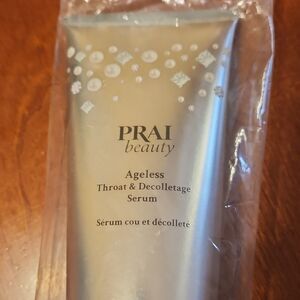 PRAI
beauty
Ageless
Throat & Decolletage
Serum
Sérum cou et décolleté